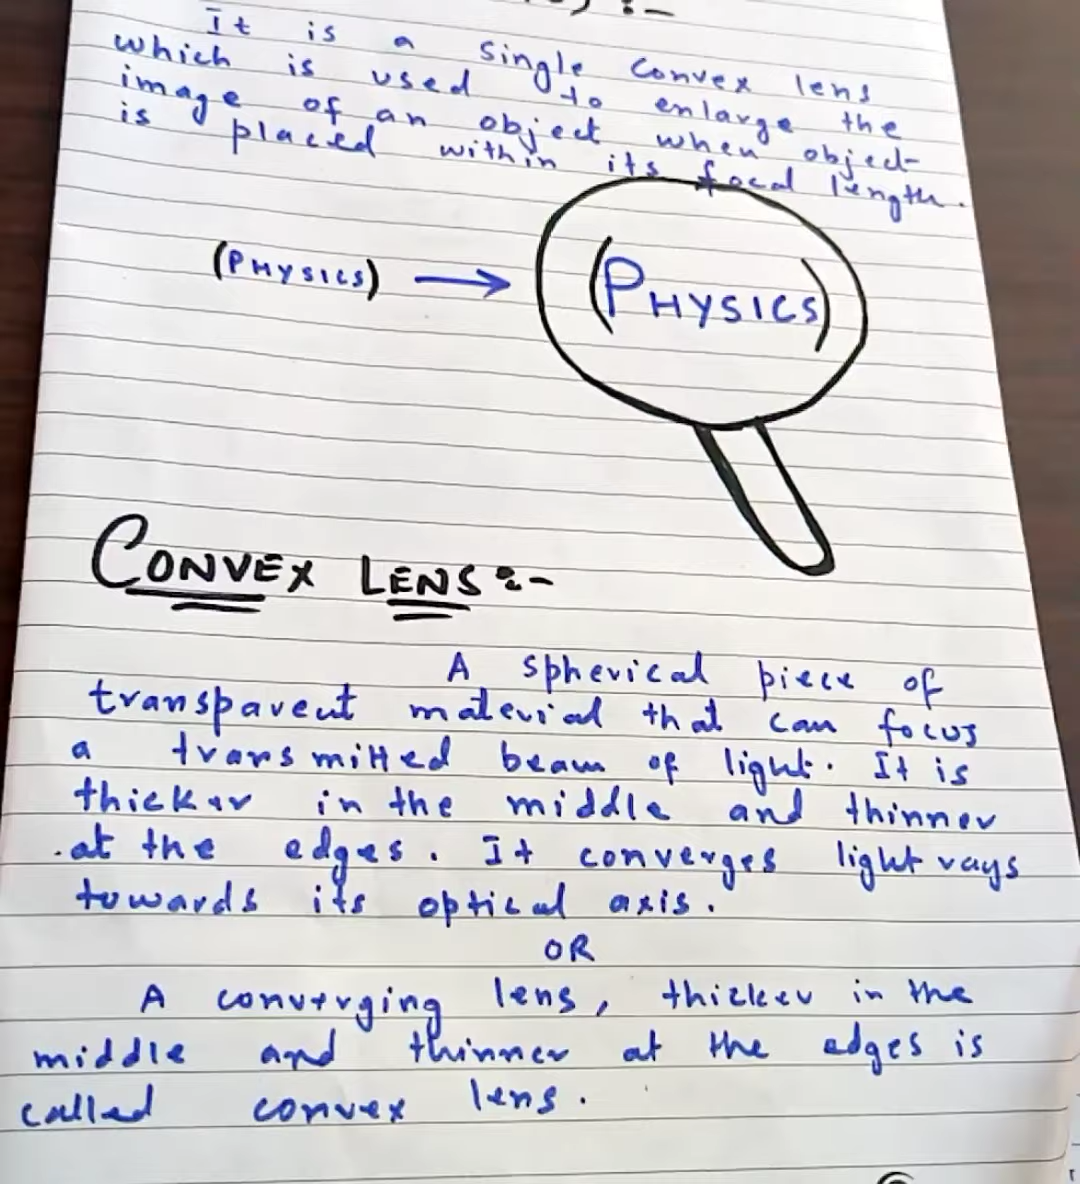 It is a single convex lens
which is used to enlarge the
image of an object when object
is placed within its focal length.
(PHYSICS) → (PHYSICS)
CONVEX LENS:-
A spherical piece of
transparent material that can focus
a transmitted beam of light. It is
thicker in the middle and thinner
at the edges. It converges light rays
towards its optical axis.
OR
A converging lens, thicker in the
middle and thinner at the edges is
called convex lens.